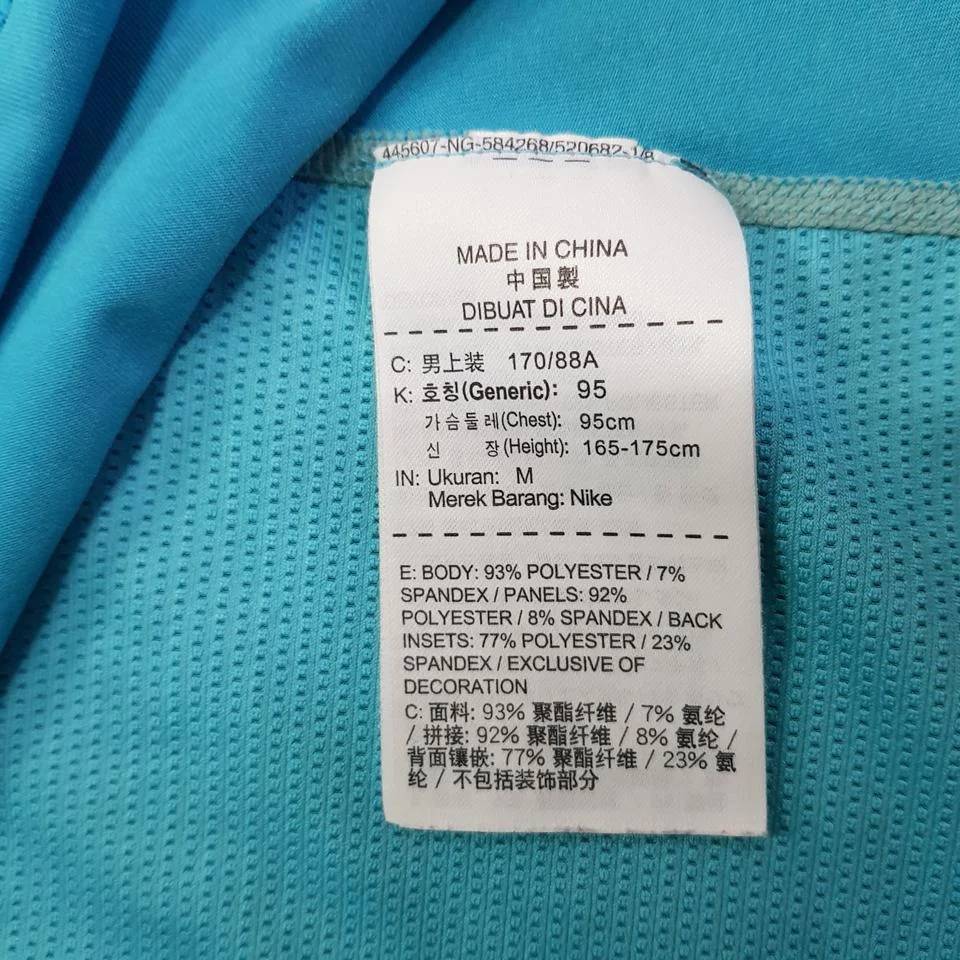 445607-NG-584268/520682-1/8
MADE IN CHINA
中国製
DIBUAT DI CINA
C: 男上装 170/88A
K: 호칭(Generic): 95
가슴둘레(Chest): 95cm
신 장(Height): 165-175cm
IN: Ukuran: M
Merek Barang: Nike
E: BODY: 93% POLYESTER / 7%
SPANDEX / PANELS: 92%
POLYESTER / 8% SPANDEX / BACK
INSETS: 77% POLYESTER / 23%
SPANDEX / EXCLUSIVE OF
DECORATION
C: 面料: 93% 聚酯纤维 / 7% 氨纶
/ 拼接: 92% 聚酯纤维 / 8% 氨纶 /
背面镶嵌: 77% 聚酯纤维 / 23% 氨
纶 / 不包括装饰部分